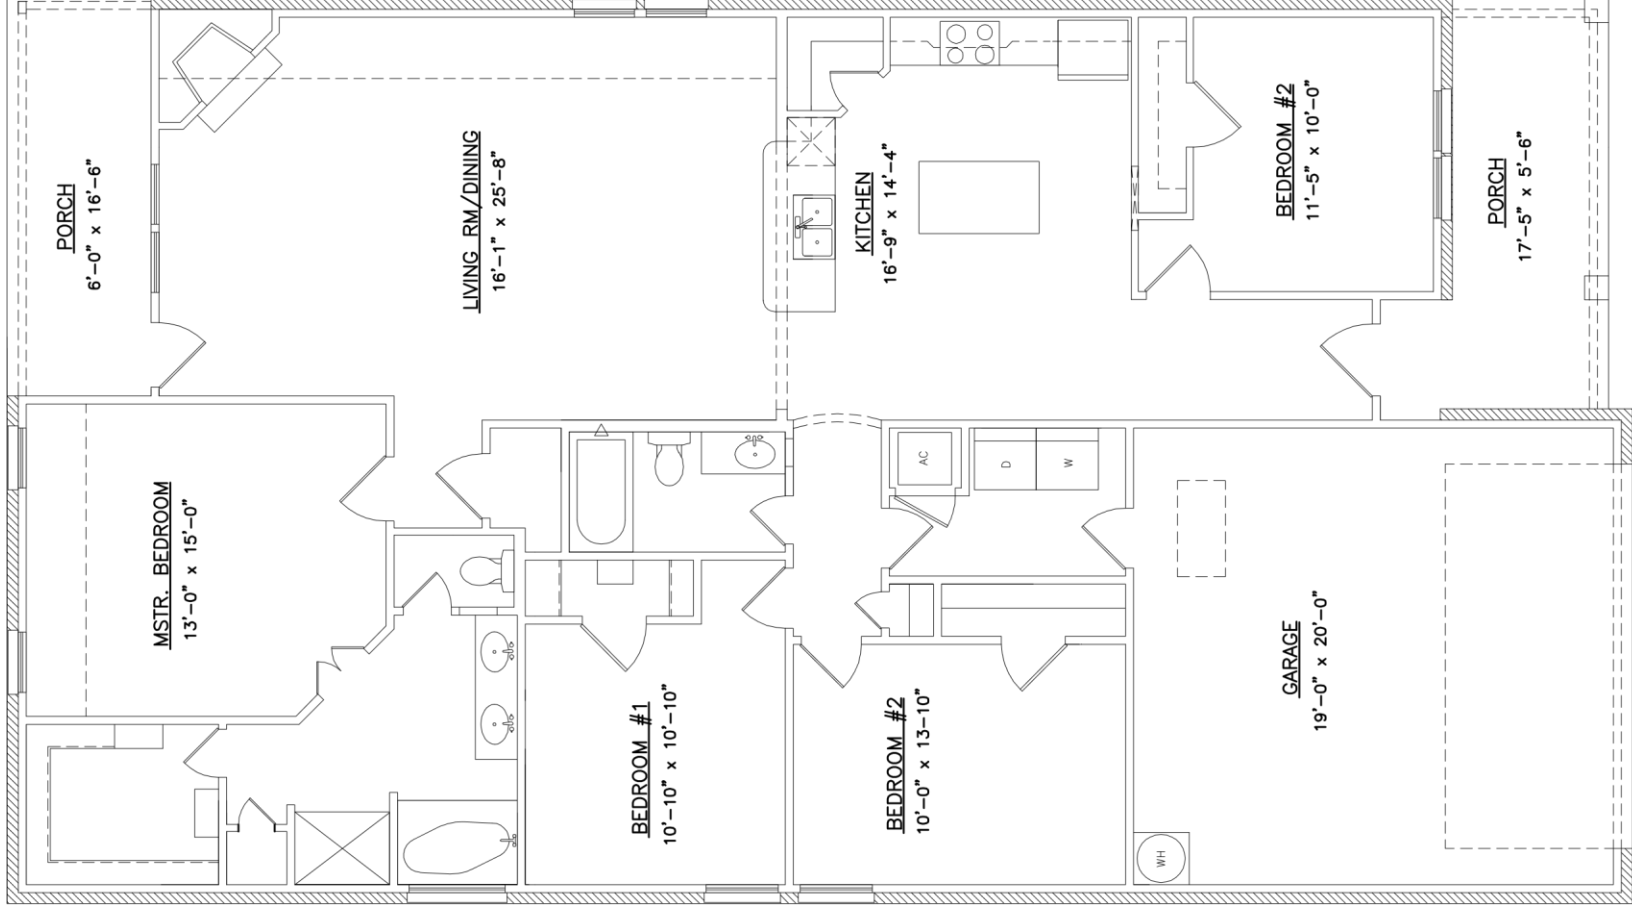 PORCH
6'-0" x 16'-6"
LIVING RM/DINING
16'-1" x 25'-8"
KITCHEN
16'-9" x 14'-4"
BEDROOM #2
11'-5" x 10'-0"
PORCH
17'-5" x 5'-6"
MSTR. BEDROOM
13'-0" x 15'-0"
AC
D
W
BEDROOM #1
10'-10" x 10'-10"
BEDROOM #2
10'-0" x 13-10"
GARAGE
19'-0" x 20'-0"
WH